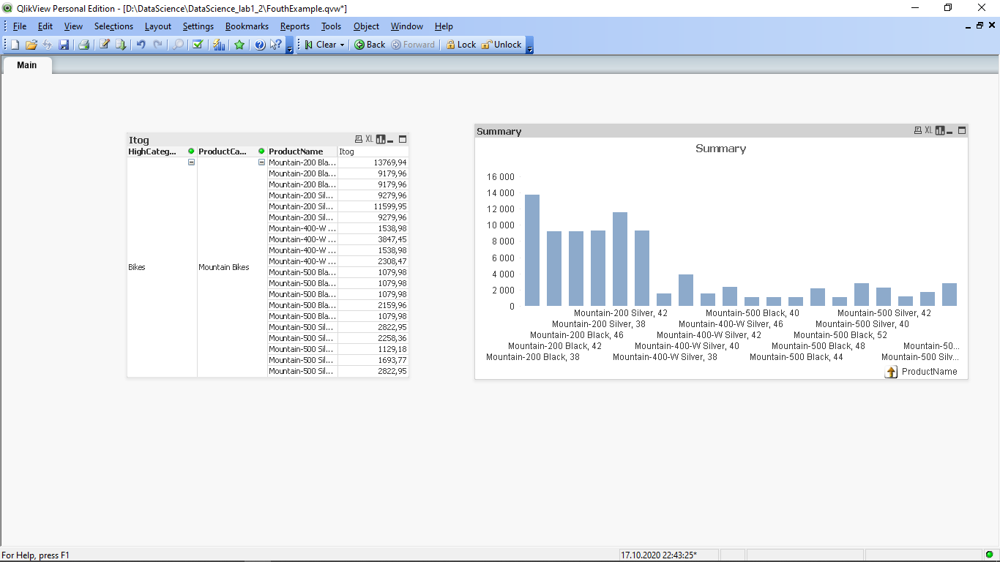 QlikView Personal Edition - [D:\DataScience\DataScience_lab1_2\FouthExample.qvw*]
File Edit View Selections Layout Settings Bookmarks Reports Tools Object Window Help
Clear Back Forward Lock Unlock
Main
Itog XL
HighCateg... ProductCa... ProductName Itog
Mountain-200 Bla... 13769,94
Mountain-200 Bla... 9179,96
Mountain-200 Bla... 9179,96
Mountain-200 Sil... 9279,96
Mountain-200 Sil... 11599,95
Mountain-200 Sil... 9279,96
Mountain-400-W ... 1538,98
Mountain-400-W ... 3847,45
Mountain-400-W ... 1538,98
Mountain-400-W ... 2308,47
Bikes Mountain Bikes
Mountain-500 Bla... 1079,98
Mountain-500 Bla... 1079,98
Mountain-500 Bla... 1079,98
Mountain-500 Bla... 2159,96
Mountain-500 Bla... 1079,98
Mountain-500 Sil... 2822,95
Mountain-500 Sil... 2258,36
Mountain-500 Sil... 1129,18
Mountain-500 Sil... 1693,77
Mountain-500 Sil... 2822,95
Summary XL
Summary
16 000
14 000
12 000
10 000
8 000
6 000
4 000
2 000
0
Mountain-200 Silver, 42 Mountain-500 Black, 40 Mountain-500 Silver, 42
Mountain-200 Silver, 38 Mountain-400-W Silver, 46 Mountain-500 Silver, 40
Mountain-200 Black, 46 Mountain-400-W Silver, 42 Mountain-500 Black, 52
Mountain-200 Black, 42 Mountain-400-W Silver, 40 Mountain-500 Black, 48 Mountain-50...
Mountain-200 Black, 38 Mountain-400-W Silver, 38 Mountain-500 Black, 44 Mountain-500 Silv...
ProductName
For Help, press F1 17.10.2020 22:43:25*